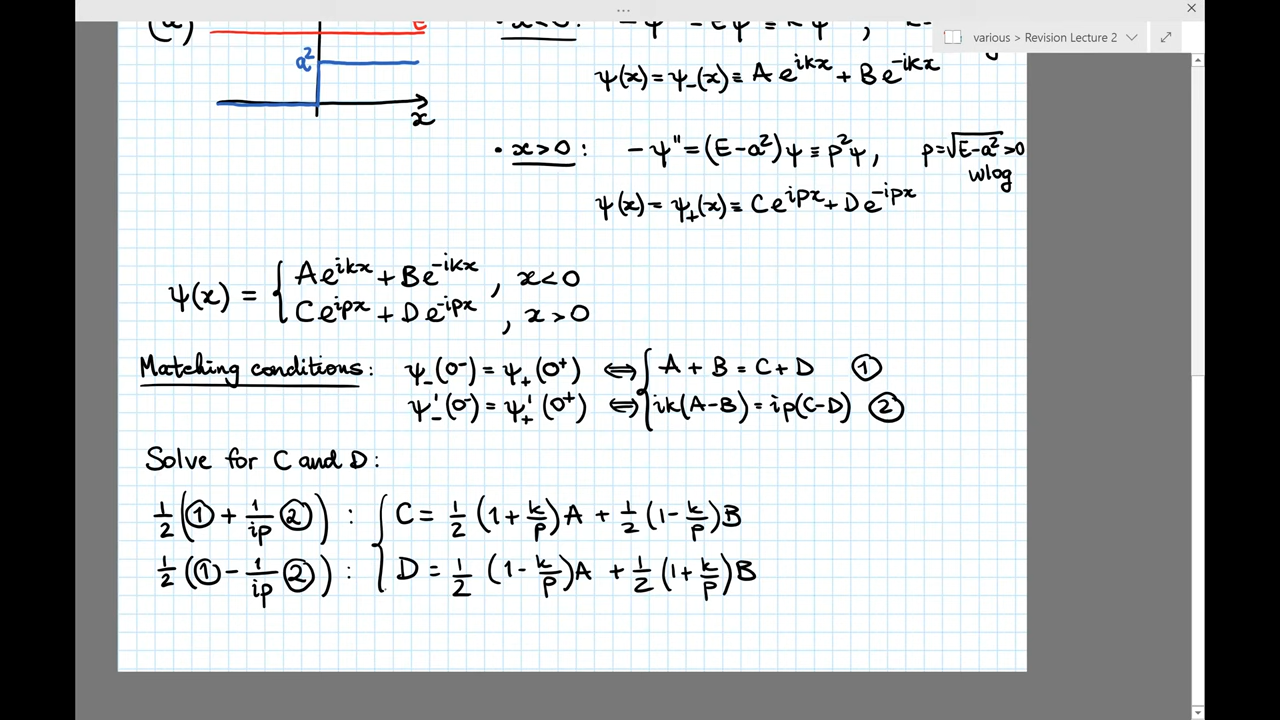 (a)
E
a²
x
• x<0 : −ψ″ = Eψ ≡ k²ψ ,
various > Revision Lecture 2
ψ(x) = ψ₋(x) ≡ A e^{ikx} + B e^{-ikx}
• x>0 : −ψ″ = (E−a²)ψ ≡ p²ψ , p = √(E−a²) > 0
wlog
ψ(x) = ψ₊(x) ≡ C e^{ipx} + D e^{-ipx}
ψ(x) = { A e^{ikx} + B e^{-ikx} , x<0
C e^{ipx} + D e^{-ipx} , x>0
Matching conditions : ψ₋(0⁻) = ψ₊(0⁺) ⟺ { A + B = C + D ①
ψ₋'(0⁻) = ψ₊'(0⁺) ⟺ { ik(A−B) = ip(C−D) ②
Solve for C and D :
½(① + 1/ip ②) : { C = ½ (1 + k/p) A + ½ (1 − k/p) B
½(① − 1/ip ②) : { D = ½ (1 − k/p) A + ½ (1 + k/p) B